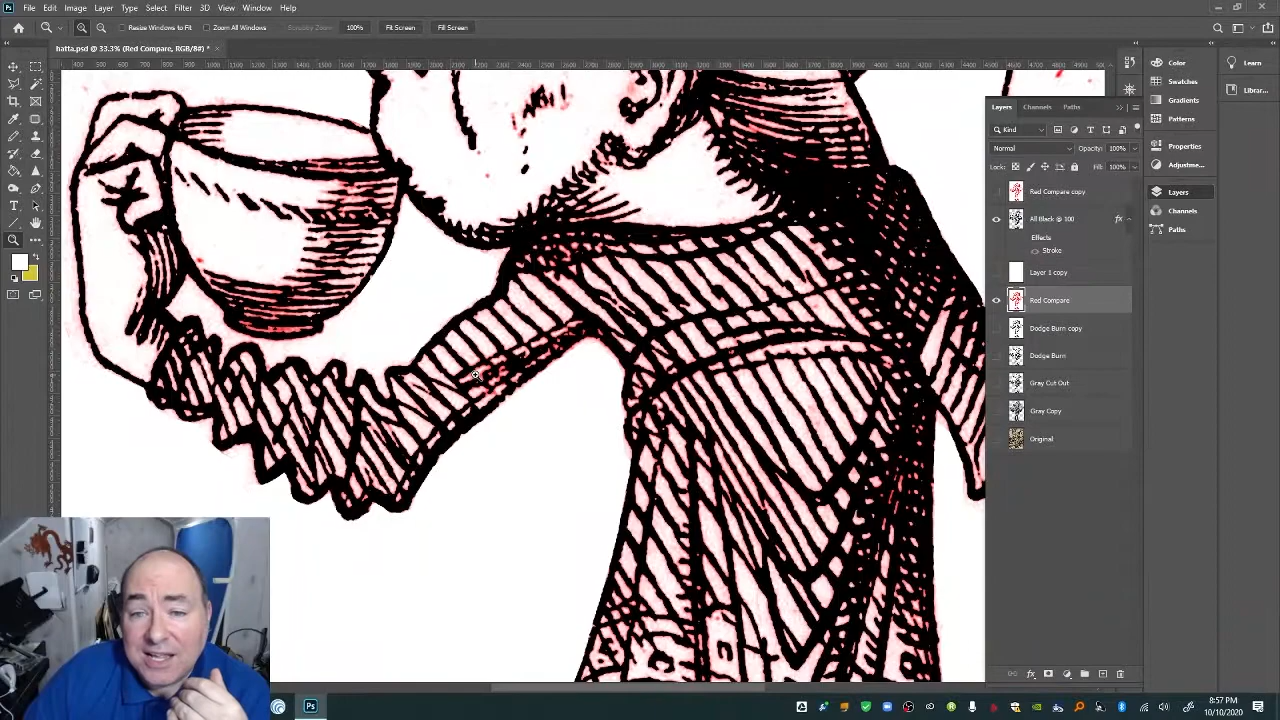 File Edit Image Layer Type Select Filter 3D View Window Help
Resize Windows to Fit Zoom All Windows Scrubby Zoom 100% Fit Screen Fill Screen
hatta.psd @ 33.3% (Red Compare, RGB/8#) * ×
Color
Learn
Swatches
Librar...
Gradients
Patterns
Properties
Adjustme...
Layers
Channels
Paths
Layers Channels Paths
Kind
Normal Opacity: 100%
Lock: Fill: 100%
Red Compare copy
All Black @ 100 fx
Effects
Stroke
Layer 1 copy
Red Compare
Dodge Burn copy
Dodge Burn
Gray Cut Out
Gray Copy
Original
Ps
8:57 PM
10/10/2020